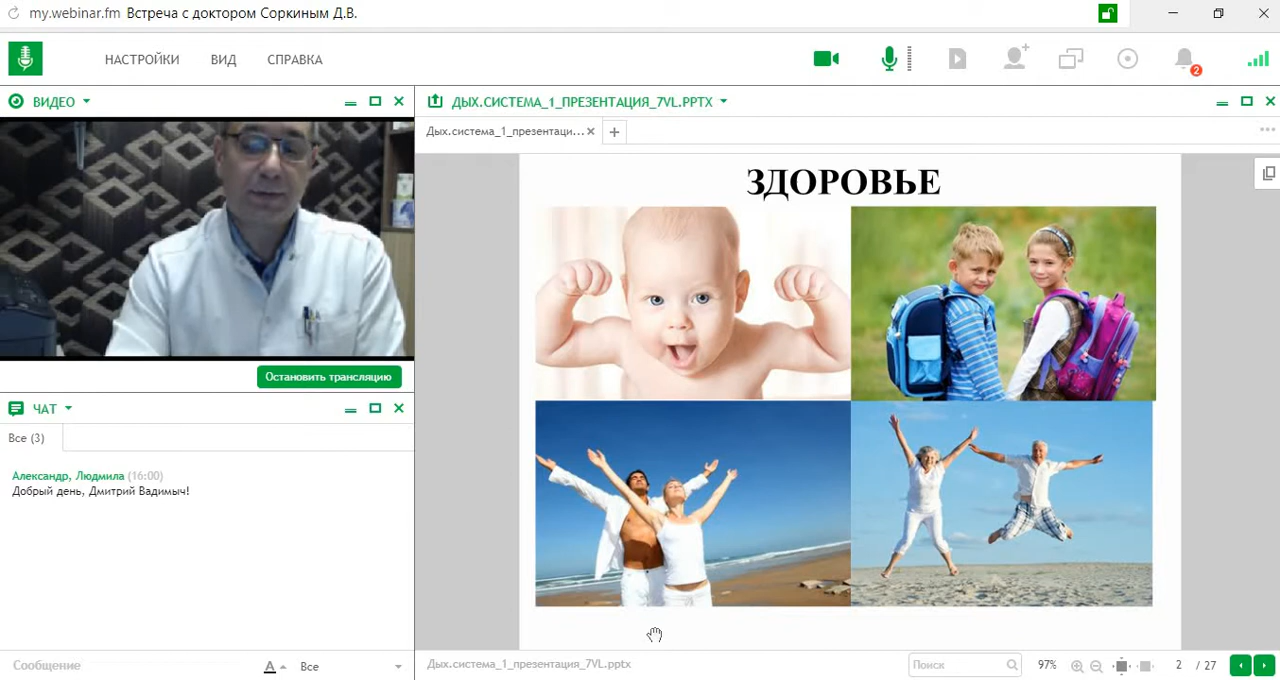 my.webinar.fm Встреча с доктором Соркиным Д.В.
НАСТРОЙКИ ВИД СПРАВКА
2
ВИДЕО
Остановить трансляцию
ЧАТ
Все (3)
Александр, Людмила (16:00)
Добрый день, Дмитрий Вадимыч!
Сообщение
A
Все
ДЫХ.СИСТЕМА_1_ПРЕЗЕНТАЦИЯ_7VL.PPTX
Дых.система_1_презентаци...
ЗДОРОВЬЕ
Дых.система_1_презентация_7VL.pptx
Поиск
97%
2 / 27